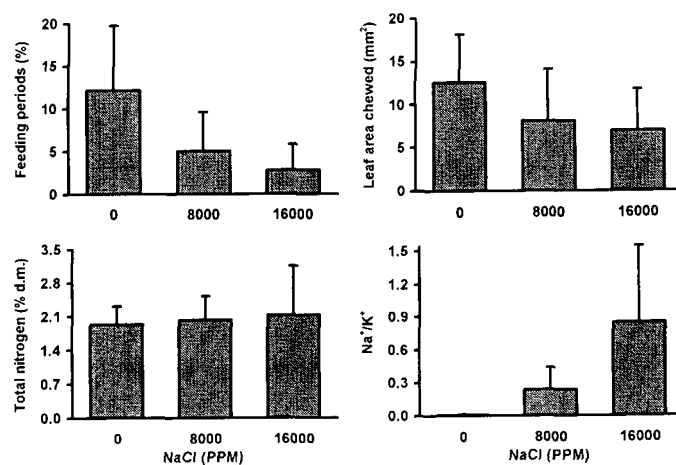 Feeding periods (%)
20
15
10
5
0
0 8000 16000
Leaf area chewed (mm²)
20
15
10
5
0
0 8000 16000
Total nitrogen (% d.m.)
3.5
2.8
2.1
1.4
0.7
0.0
0 8000 16000
NaCl (PPM)
Na⁺/K⁺
1.5
1.2
0.9
0.6
0.3
0.0
0 8000 16000
NaCl (PPM)